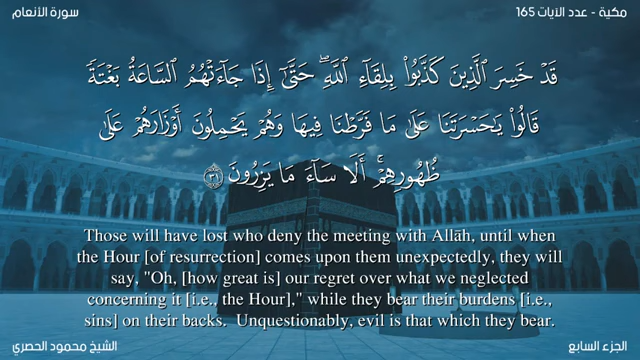 سورة الأنعام
مكية - عدد الآيات 165
قَدْ خَسِرَ ٱلَّذِينَ كَذَّبُوا۟ بِلِقَآءِ ٱللَّهِ ۖ حَتَّىٰٓ إِذَا جَآءَتْهُمُ ٱلسَّاعَةُ بَغْتَةً
قَالُوا۟ يَـٰحَسْرَتَنَا عَلَىٰ مَا فَرَّطْنَا فِيهَا وَهُمْ يَحْمِلُونَ أَوْزَارَهُمْ عَلَىٰ
ظُهُورِهِمْ ۚ أَلَا سَآءَ مَا يَزِرُونَ ٣١
Those will have lost who deny the meeting with Allāh, until when
the Hour [of resurrection] comes upon them unexpectedly, they will
say, "Oh, [how great is] our regret over what we neglected
concerning it [i.e., the Hour]," while they bear their burdens [i.e.,
sins] on their backs. Unquestionably, evil is that which they bear.
الشيخ محمود الحصري
الجزء السابع